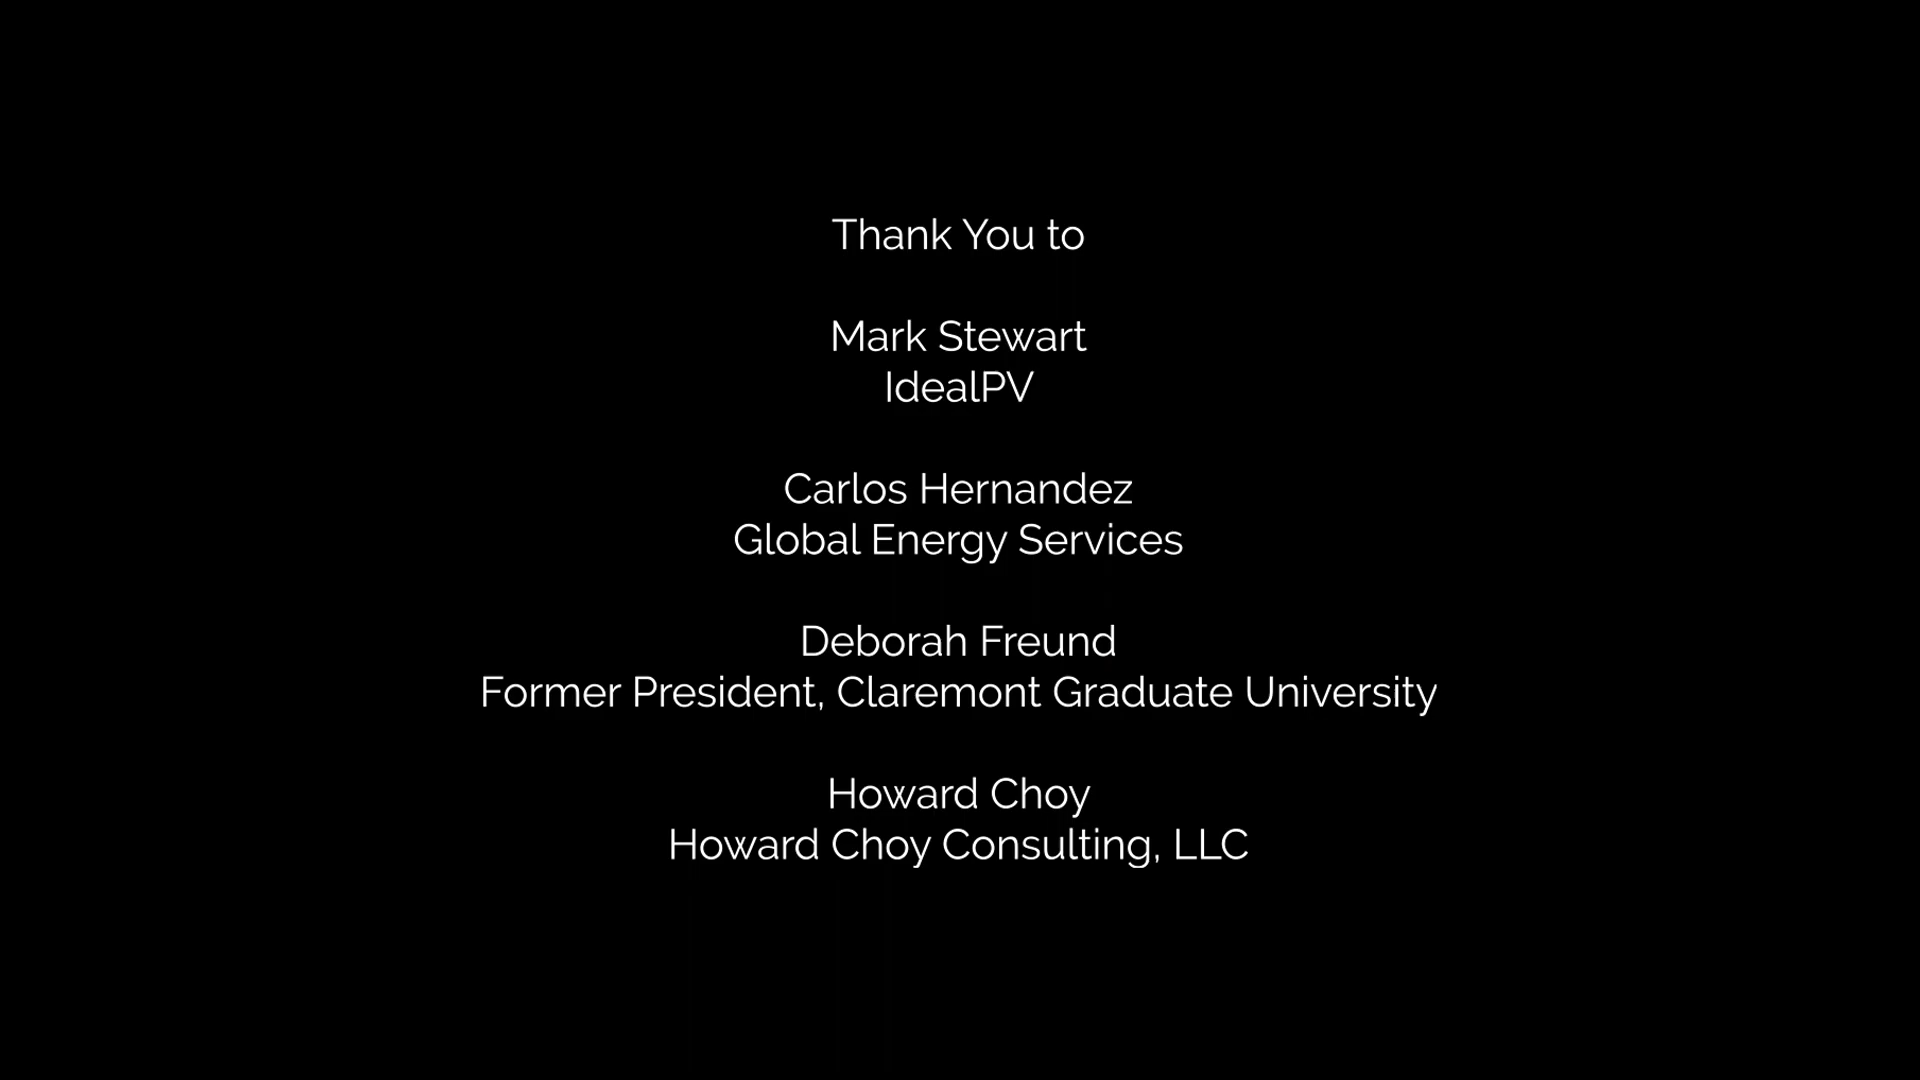 Thank You to
Mark Stewart
IdealPV
Carlos Hernandez
Global Energy Services
Deborah Freund
Former President, Claremont Graduate University
Howard Choy
Howard Choy Consulting, LLC